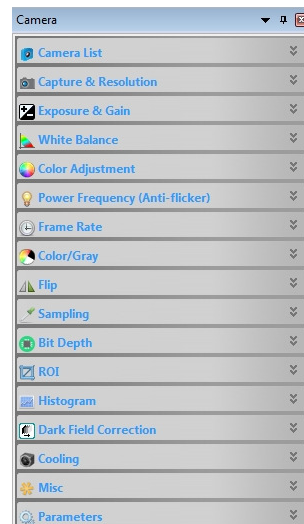 Camera
Camera List
Capture & Resolution
Exposure & Gain
White Balance
Color Adjustment
Power Frequency (Anti-flicker)
Frame Rate
Color/Gray
Flip
Sampling
Bit Depth
ROI
Histogram
Dark Field Correction
Cooling
Misc
Parameters